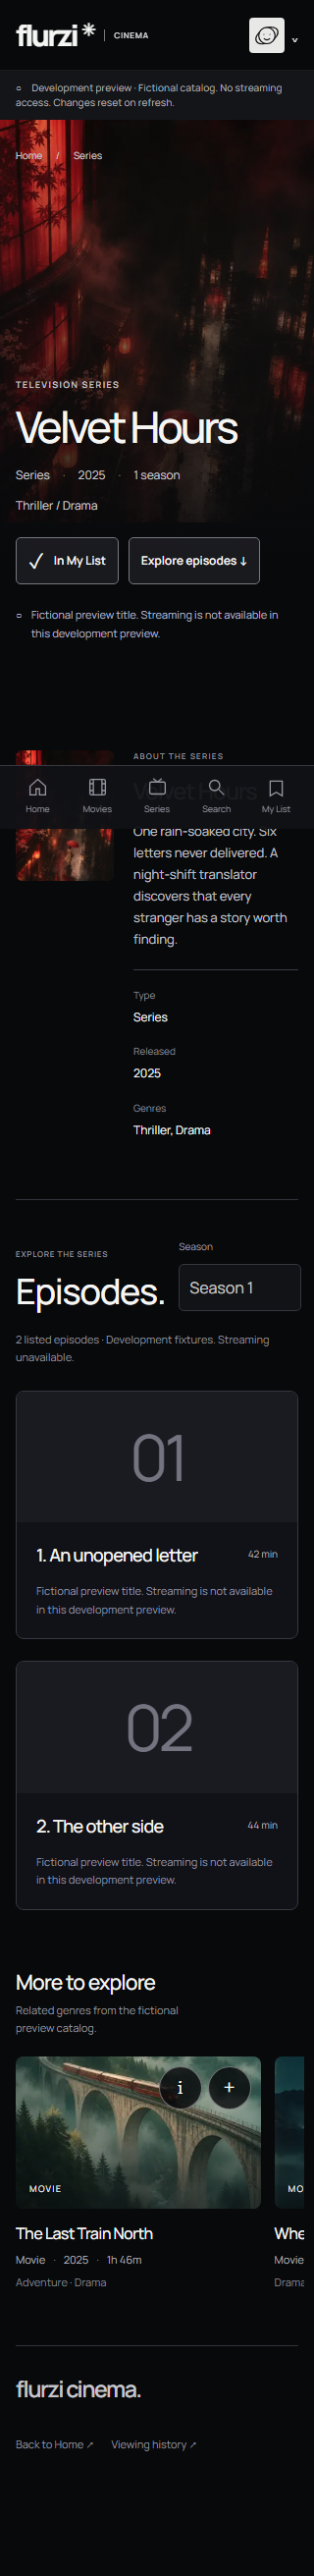 flurzi* | CINEMA
Development preview · Fictional catalog. No streaming
access. Changes reset on refresh.
Home / Series
TELEVISION SERIES
Velvet Hours
Series · 2025 · 1 season
Thriller / Drama
✓ In My List
Explore episodes ↓
Fictional preview title. Streaming is not available in
this development preview.
ABOUT THE SERIES
Velvet Hours
Home
Movies
Series
Search
My List
One rain-soaked city. Six
letters never delivered. A
night-shift translator
discovers that every
stranger has a story worth
finding.
Type
Series
Released
2025
Genres
Thriller, Drama
EXPLORE THE SERIES
Episodes.
Season
Season 1
2 listed episodes · Development fixtures. Streaming
unavailable.
01
1. An unopened letter
42 min
Fictional preview title. Streaming is not available
in this development preview.
02
2. The other side
44 min
Fictional preview title. Streaming is not available
in this development preview.
More to explore
Related genres from the fictional
preview catalog.
i +
MOVIE
MO
The Last Train North
Whe
Movie · 2025 · 1h 46m
Movie
Adventure · Drama
Drama
flurzi cinema.
Back to Home ↗
Viewing history ↗